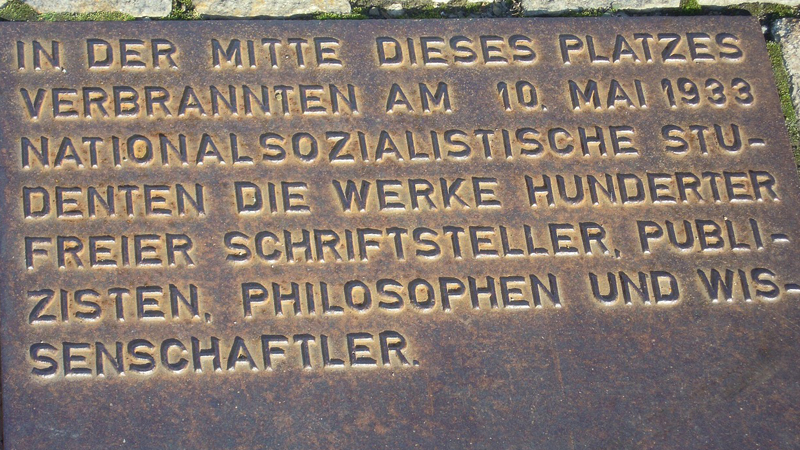 IN DER MITTE DIESES PLATZES
VERBRANNTEN AM 10. MAI 1933
NATIONALSOZIALISTISCHE STU-
DENTEN DIE WERKE HUNDERTER
FREIER SCHRIFTSTELLER, PUBLI-
ZISTEN, PHILOSOPHEN UND WIS-
SENSCHAFTLER.